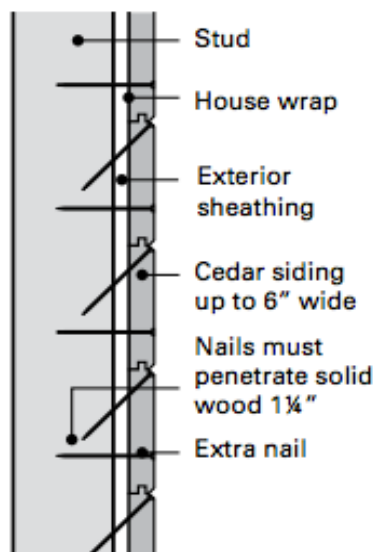 Stud
House wrap
Exterior
sheathing
Cedar siding
up to 6” wide
Nails must
penetrate solid
wood 1¼”
Extra nail